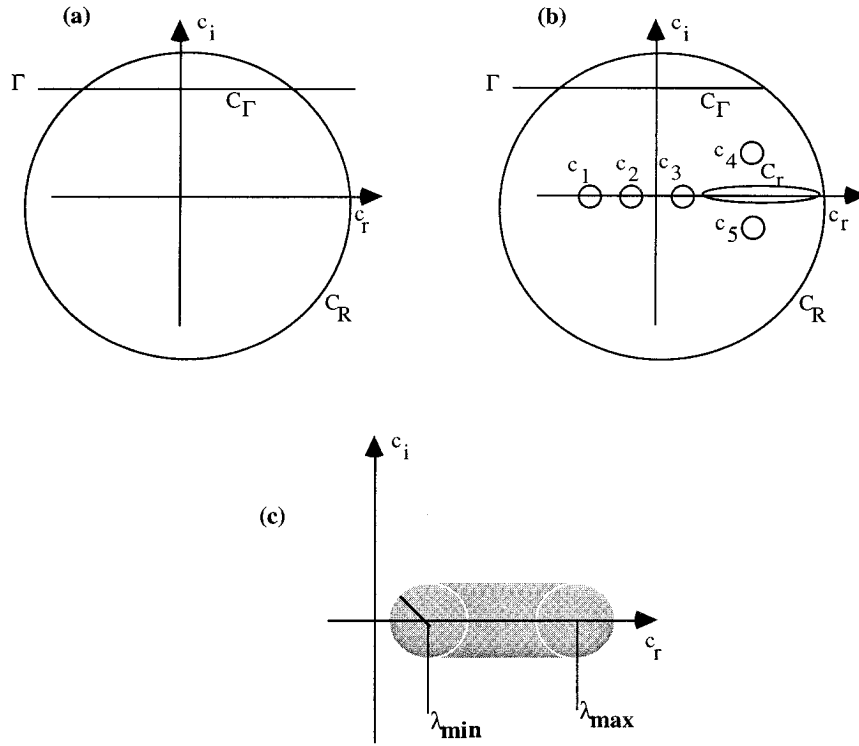 (a)
c_i
Γ
C_Γ
c_r
C_R
(b)
c_i
Γ
C_Γ
c_1
c_2
c_3
c_4
C_r
c_5
c_r
C_R
(c)
c_i
c_r
λ_min
λ_max